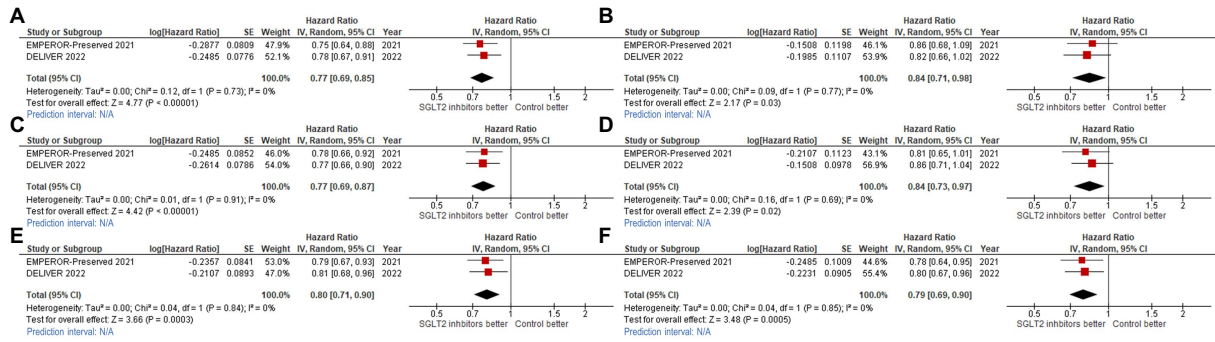 A
Hazard Ratio Hazard Ratio
Study or Subgroup log[Hazard Ratio] SE Weight IV, Random, 95% CI Year IV, Random, 95% CI
EMPEROR-Preserved 2021 -0.2877 0.0809 47.9% 0.75 [0.64, 0.88] 2021
DELIVER 2022 -0.2485 0.0776 52.1% 0.78 [0.67, 0.91] 2022
Total (95% CI) 100.0% 0.77 [0.69, 0.85]
Heterogeneity: Tau² = 0.00; Chi² = 0.12, df = 1 (P = 0.73); I² = 0%
Test for overall effect: Z = 4.77 (P < 0.00001)
Prediction interval: N/A
0.5 0.7 1 1.5 2
SGLT2 inhbitors better Control better
B
Hazard Ratio Hazard Ratio
Study or Subgroup log[Hazard Ratio] SE Weight IV, Random, 95% CI Year IV, Random, 95% CI
EMPEROR-Preserved 2021 -0.1508 0.1198 46.1% 0.86 [0.68, 1.09] 2021
DELIVER 2022 -0.1985 0.1107 53.9% 0.82 [0.66, 1.02] 2022
Total (95% CI) 100.0% 0.84 [0.71, 0.98]
Heterogeneity: Tau² = 0.00; Chi² = 0.09, df = 1 (P = 0.77); I² = 0%
Test for overall effect: Z = 2.17 (P = 0.03)
Prediction interval: N/A
0.5 0.7 1 1.5 2
SGLT2 inhbitors better Control better
C
Hazard Ratio Hazard Ratio
Study or Subgroup log[Hazard Ratio] SE Weight IV, Random, 95% CI Year IV, Random, 95% CI
EMPEROR-Preserved 2021 -0.2485 0.0852 46.0% 0.78 [0.66, 0.92] 2021
DELIVER 2022 -0.2614 0.0786 54.0% 0.77 [0.66, 0.90] 2022
Total (95% CI) 100.0% 0.77 [0.69, 0.87]
Heterogeneity: Tau² = 0.00; Chi² = 0.01, df = 1 (P = 0.91); I² = 0%
Test for overall effect: Z = 4.42 (P < 0.00001)
Prediction interval: N/A
0.5 0.7 1 1.5 2
SGLT2 inhbitors better Control better
D
Hazard Ratio Hazard Ratio
Study or Subgroup log[Hazard Ratio] SE Weight IV, Random, 95% CI Year IV, Random, 95% CI
EMPEROR-Preserved 2021 -0.2107 0.1123 43.1% 0.81 [0.65, 1.01] 2021
DELIVER 2022 -0.1508 0.0978 56.9% 0.86 [0.71, 1.04] 2022
Total (95% CI) 100.0% 0.84 [0.73, 0.97]
Heterogeneity: Tau² = 0.00; Chi² = 0.16, df = 1 (P = 0.69); I² = 0%
Test for overall effect: Z = 2.39 (P = 0.02)
Prediction interval: N/A
0.5 0.7 1 1.5 2
SGLT2 inhbitors better Control better
E
Hazard Ratio Hazard Ratio
Study or Subgroup log[Hazard Ratio] SE Weight IV, Random, 95% CI Year IV, Random, 95% CI
EMPEROR-Preserved 2021 -0.2357 0.0841 53.0% 0.79 [0.67, 0.93] 2021
DELIVER 2022 -0.2107 0.0893 47.0% 0.81 [0.68, 0.96] 2022
Total (95% CI) 100.0% 0.80 [0.71, 0.90]
Heterogeneity: Tau² = 0.00; Chi² = 0.04, df = 1 (P = 0.84); I² = 0%
Test for overall effect: Z = 3.66 (P = 0.0003)
Prediction interval: N/A
0.5 0.7 1 1.5 2
SGLT2 inhbitors better Control better
F
Hazard Ratio Hazard Ratio
Study or Subgroup log[Hazard Ratio] SE Weight IV, Random, 95% CI Year IV, Random, 95% CI
EMPEROR-Preserved 2021 -0.2485 0.1009 44.6% 0.78 [0.64, 0.95] 2021
DELIVER 2022 -0.2231 0.0905 55.4% 0.80 [0.67, 0.96] 2022
Total (95% CI) 100.0% 0.79 [0.69, 0.90]
Heterogeneity: Tau² = 0.00; Chi² = 0.04, df = 1 (P = 0.85); I² = 0%
Test for overall effect: Z = 3.48 (P = 0.0005)
Prediction interval: N/A
0.5 0.7 1 1.5 2
SGLT2 inhbitors better Control better